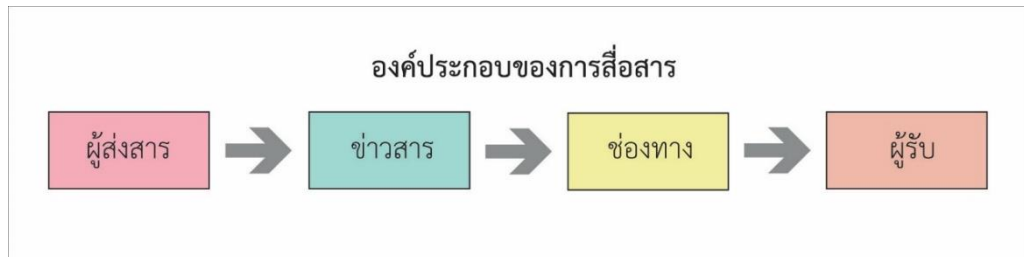 องค์ประกอบของการสื่อสาร
ผู้ส่งสาร
ข่าวสาร
ช่องทาง
ผู้รับ